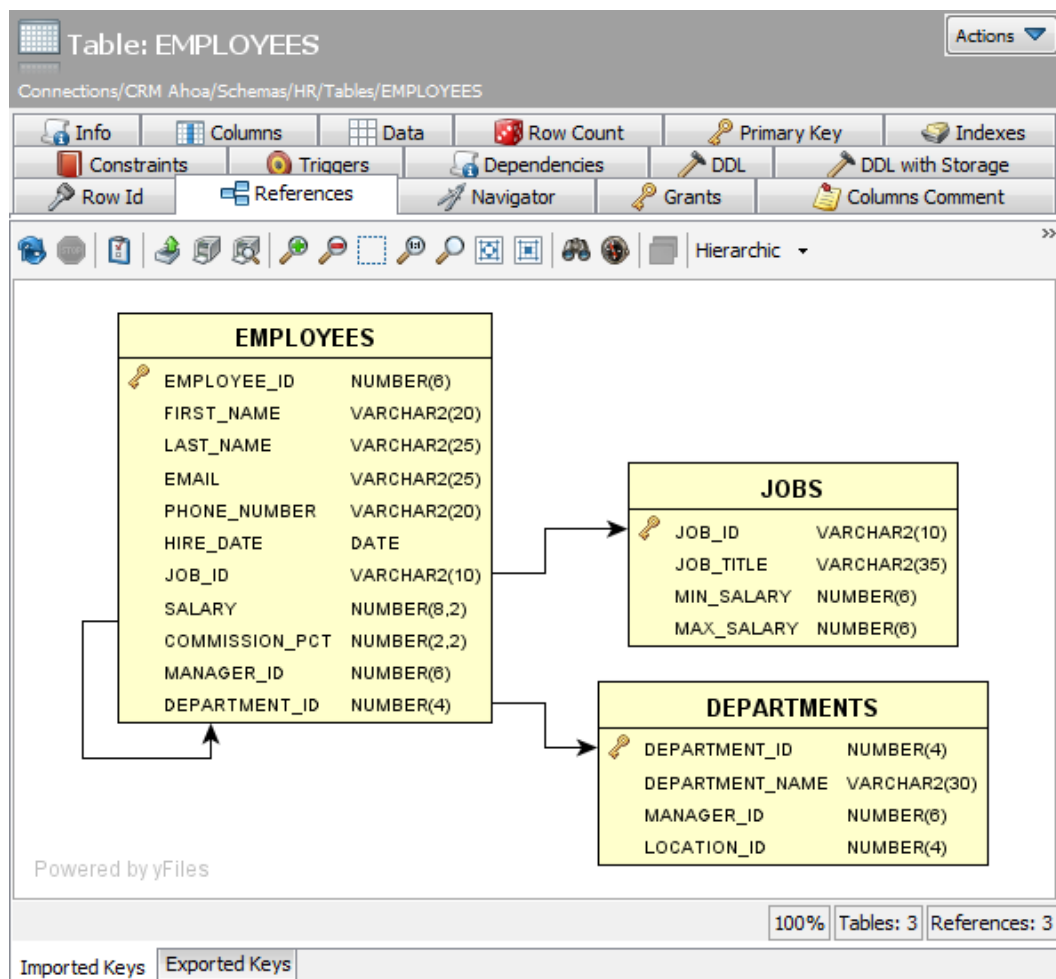 Table: EMPLOYEES
Actions
Connections/CRM Ahoa/Schemas/HR/Tables/EMPLOYEES
Info Columns Data Row Count Primary Key Indexes
Constraints Triggers Dependencies DDL DDL with Storage
Row Id References Navigator Grants Columns Comment
STOP 1:1 Hierarchic »
EMPLOYEES
EMPLOYEE_ID NUMBER(6)
FIRST_NAME VARCHAR2(20)
LAST_NAME VARCHAR2(25)
EMAIL VARCHAR2(25)
PHONE_NUMBER VARCHAR2(20)
HIRE_DATE DATE
JOB_ID VARCHAR2(10)
SALARY NUMBER(8,2)
COMMISSION_PCT NUMBER(2,2)
MANAGER_ID NUMBER(6)
DEPARTMENT_ID NUMBER(4)
JOBS
JOB_ID VARCHAR2(10)
JOB_TITLE VARCHAR2(35)
MIN_SALARY NUMBER(6)
MAX_SALARY NUMBER(6)
DEPARTMENTS
DEPARTMENT_ID NUMBER(4)
DEPARTMENT_NAME VARCHAR2(30)
MANAGER_ID NUMBER(6)
LOCATION_ID NUMBER(4)
Powered by yFiles
100% Tables: 3 References: 3
Imported Keys Exported Keys